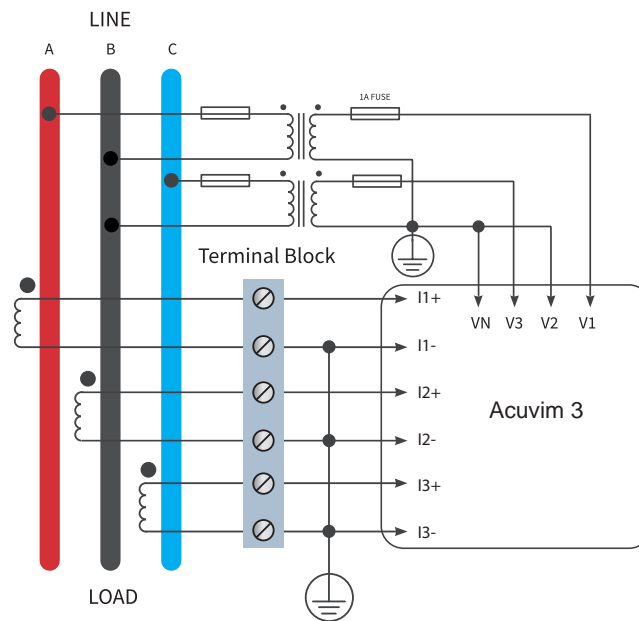 LINE
A B C
1A FUSE
Terminal Block
I1+
VN V3 V2 V1
I1-
I2+
Acuvim 3
I2-
I3+
I3-
LOAD